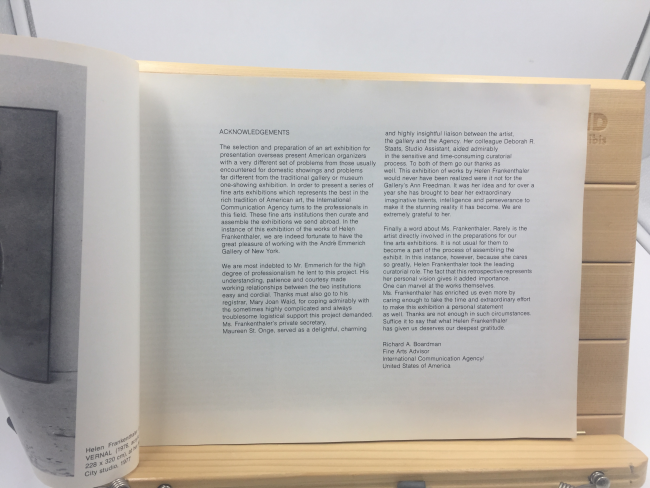 ACKNOWLEDGEMENTS
The selection and preparation of an art exhibition for
presentation overseas present American organizers
with a very different set of problems from those usually
encountered for domestic showings and problems
far different from the traditional gallery or museum
one-showing exhibition. In order to present a series of
fine arts exhibitions which represents the best in the
rich tradition of American art, the International
Communication Agency turns to the professionals in
this field. These fine arts institutions then curate and
assemble the exhibitions we send abroad. In the
instance of this exhibition of the works of Helen
Frankenthaler, we are indeed fortunate to have the
great pleasure of working with the André Emmerich
Gallery of New York.
We are most indebted to Mr. Emmerich for the high
degree of professionalism he lent to this project. His
understanding, patience and courtesy made
working relationships between the two institutions
easy and cordial. Thanks must also go to his
registrar, Mary Joan Waid, for coping admirably with
the sometimes highly complicated and always
troublesome logistical support this project demanded.
Ms. Frankenthaler's private secretary,
Maureen St. Onge, served as a delightful, charming
and highly insightful liaison between the artist,
the gallery and the Agency. Her colleague Deborah R.
Staats, Studio Assistant, aided admirably
in the sensitive and time-consuming curatorial
process. To both of them go our thanks as
well. This exhibition of works by Helen Frankenthaler
would never have been realized were it not for the
Gallery's Ann Freedman. It was her idea and for over a
year she has brought to bear her extraordinary
imaginative talents, intelligence and perseverance to
make it the stunning reality it has become. We are
extremely grateful to her.
Finally a word about Ms. Frankenthaler. Rarely is the
artist directly involved in the preparations for our
fine arts exhibitions. It is not usual for them to
become a part of the process of assembling the
exhibit. In this instance, however, because she cares
so greatly, Helen Frankenthaler took the leading
curatorial role. The fact that this retrospective represents
her personal vision gives it added importance.
One can marvel at the works themselves.
Ms. Frankenthaler has enriched us even more by
caring enough to take the time and extraordinary effort
to make this exhibition a personal statement
as well. Thanks are not enough in such circumstances.
Suffice it to say that what Helen Frankenthaler
has given us deserves our deepest gratitude.
Richard A. Boardman
Fine Arts Advisor
International Communication Agency/
United States of America
Helen Frankenthaler
VERNAL (1976,
228 x 320 cm)
City studio, 1977